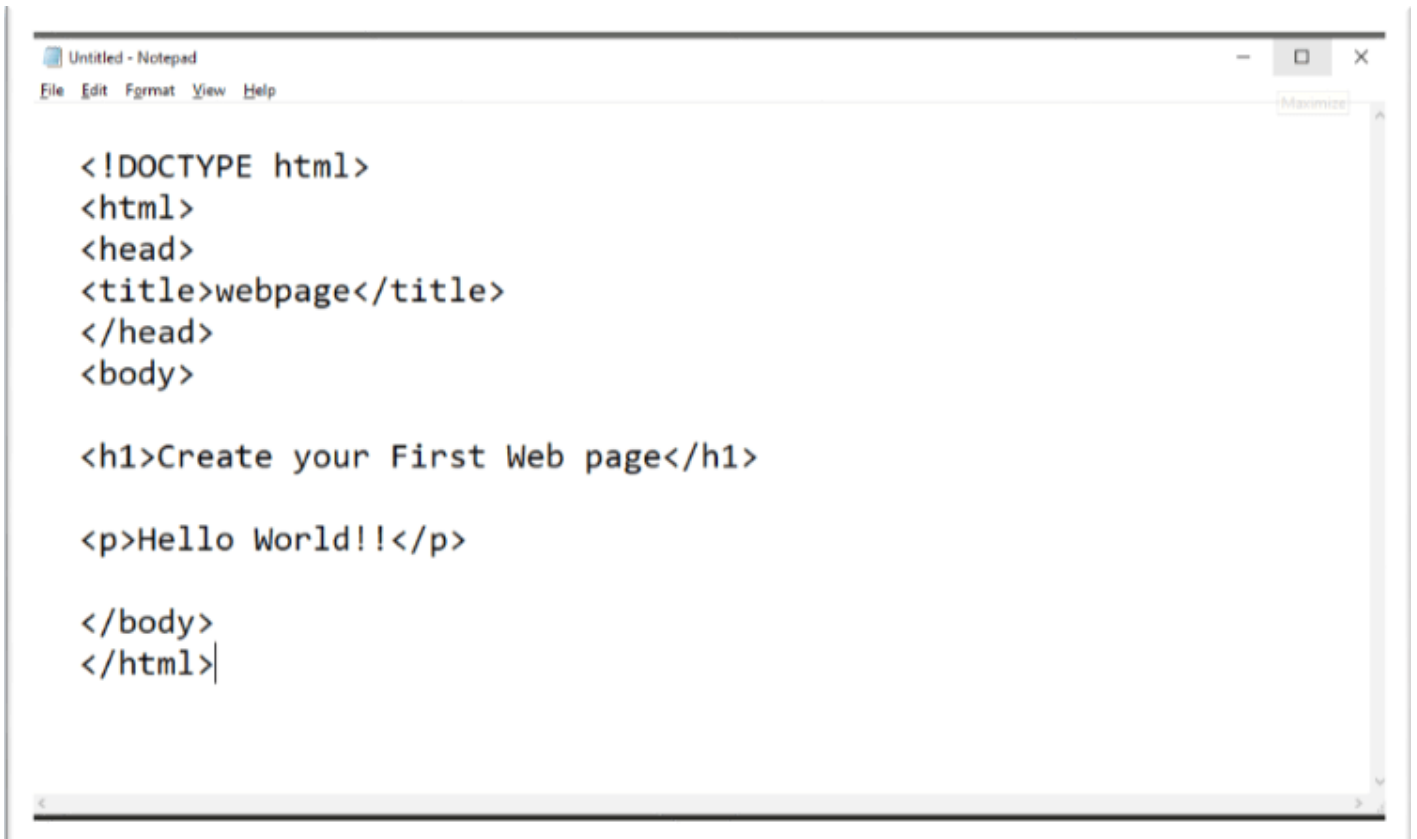 Untitled - Notepad
File Edit Format View Help
Maximize
<!DOCTYPE html>
<html>
<head>
<title>webpage</title>
</head>
<body>
<h1>Create your First Web page</h1>
<p>Hello World!!</p>
</body>
</html>